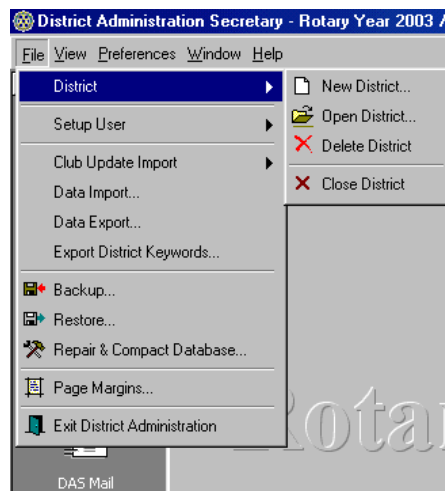 District Administration Secretary - Rotary Year 2003 /
File View Preferences Window Help
District
New District...
Setup User
Open District...
Delete District
Club Update Import
Close District
Data Import...
Data Export...
Export District Keywords...
Backup...
Restore...
Repair & Compact Database...
Page Margins...
Exit District Administration
Rotar
DAS Mail